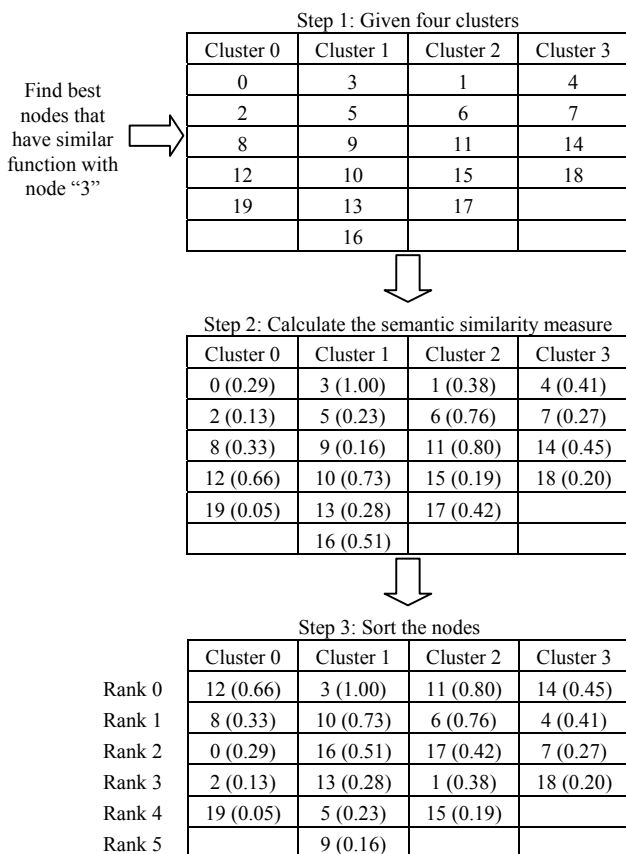 Step 1: Given four clusters
Cluster 0 Cluster 1 Cluster 2 Cluster 3
0 3 1 4
2 5 6 7
8 9 11 14
12 10 15 18
19 13 17
16
Find best
nodes that
have similar
function with
node “3”
Step 2: Calculate the semantic similarity measure
Cluster 0 Cluster 1 Cluster 2 Cluster 3
0 (0.29) 3 (1.00) 1 (0.38) 4 (0.41)
2 (0.13) 5 (0.23) 6 (0.76) 7 (0.27)
8 (0.33) 9 (0.16) 11 (0.80) 14 (0.45)
12 (0.66) 10 (0.73) 15 (0.19) 18 (0.20)
19 (0.05) 13 (0.28) 17 (0.42)
16 (0.51)
Step 3: Sort the nodes
Cluster 0 Cluster 1 Cluster 2 Cluster 3
Rank 0 12 (0.66) 3 (1.00) 11 (0.80) 14 (0.45)
Rank 1 8 (0.33) 10 (0.73) 6 (0.76) 4 (0.41)
Rank 2 0 (0.29) 16 (0.51) 17 (0.42) 7 (0.27)
Rank 3 2 (0.13) 13 (0.28) 1 (0.38) 18 (0.20)
Rank 4 19 (0.05) 5 (0.23) 15 (0.19)
Rank 5 9 (0.16)